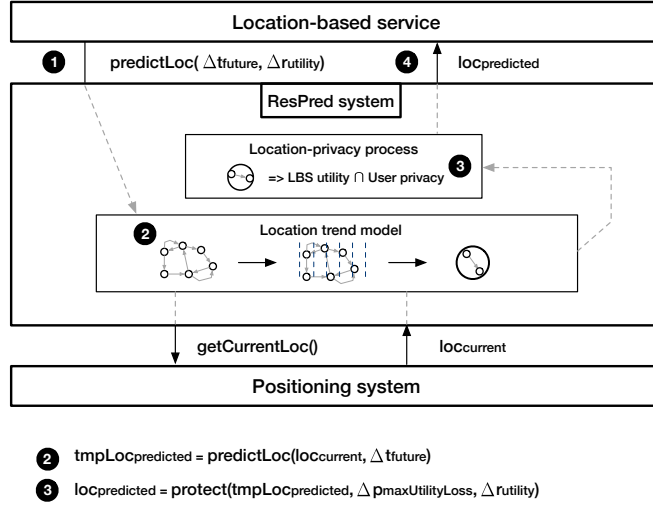 Location-based service
1 predictLoc( Δtfuture, Δrutility) 4 locpredicted
ResPred system
Location-privacy process
=> LBS utility ∩ User privacy 3
2 Location trend model
getCurrentLoc() loccurrent
Positioning system
2 tmpLocpredicted = predictLoc(loccurrent, Δtfuture)
3 locpredicted = protect(tmpLocpredicted, ΔpmaxUtilityLoss, Δrutility)